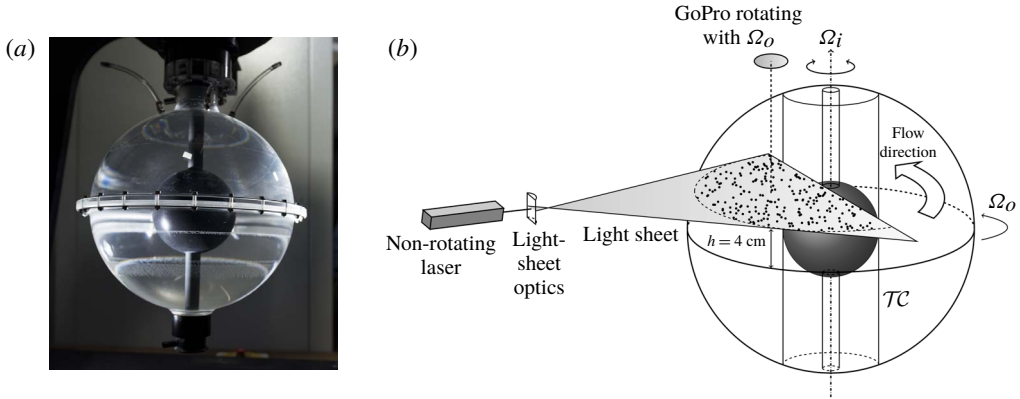 (a)
(b)
GoPro rotating
with Ωo
Ωi
Flow
direction
Ωo
Non-rotating
laser
Light-
sheet
optics
Light sheet
h = 4 cm
𝒯𝒞